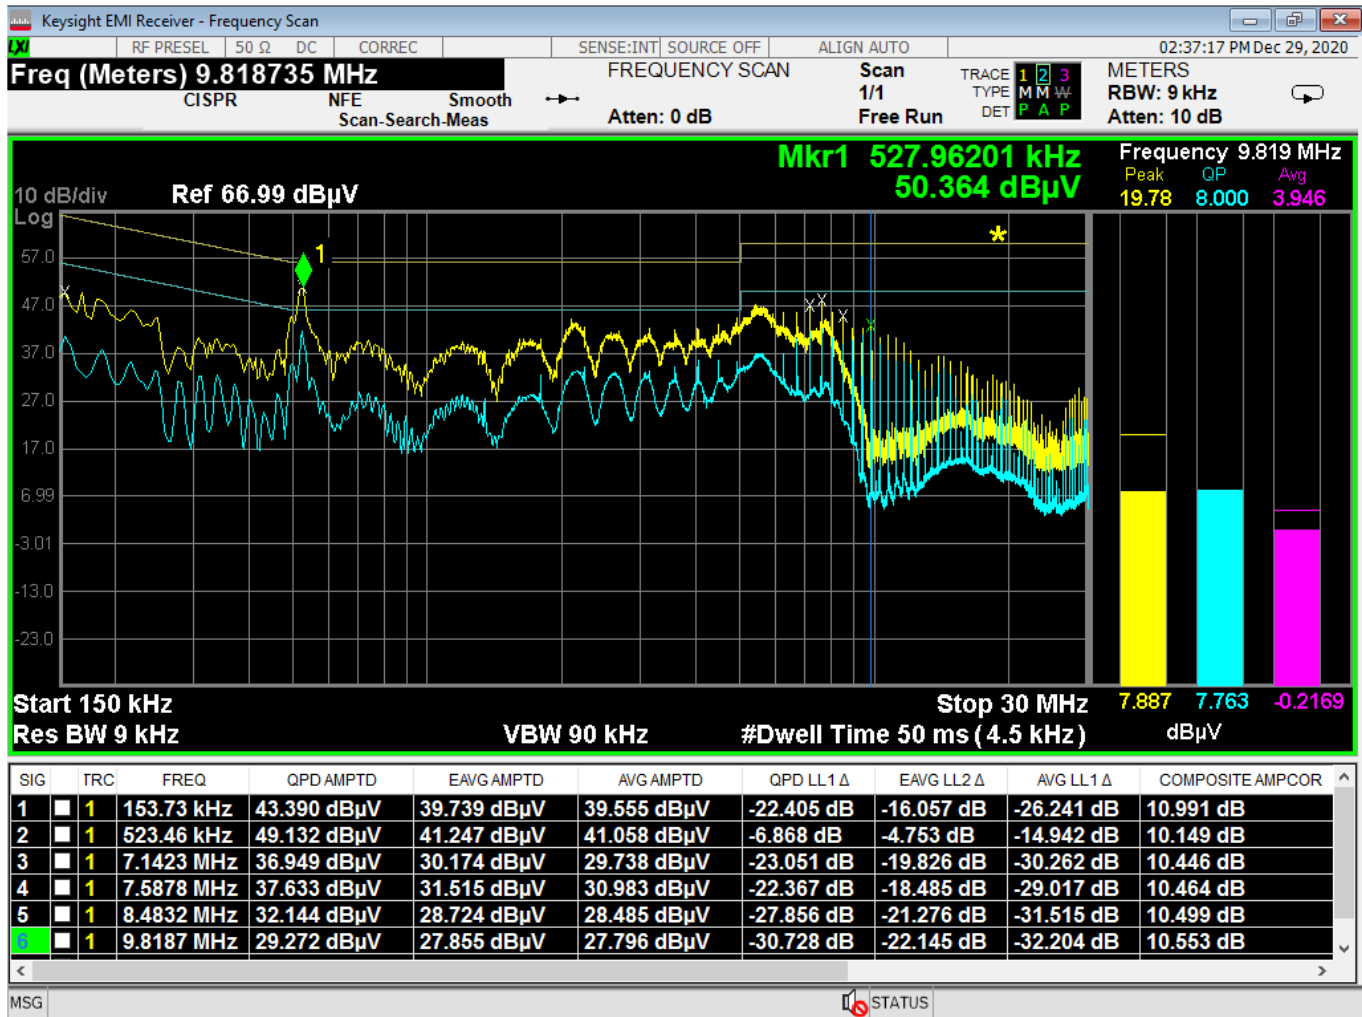 Keysight EMI Receiver - Frequency Scan
LXI RF PRESEL 50 Ω DC CORREC SENSE:INT SOURCE OFF ALIGN AUTO 02:37:17 PM Dec 29, 2020
Freq (Meters) 9.818735 MHz FREQUENCY SCAN Scan TRACE 1 2 3 METERS
CISPR NFE Smooth 1/1 TYPE M M W RBW: 9 kHz
Scan-Search-Meas Atten: 0 dB Free Run DET P A P Atten: 10 dB
Mkr1 527.96201 kHz Frequency 9.819 MHz
50.364 dBµV Peak QP Avg
10 dB/div Ref 66.99 dBµV 19.78 8.000 3.946
Log
1 *
57.0
47.0
37.0
27.0
17.0
6.99
-3.01
-13.0
-23.0
Start 150 kHz Stop 30 MHz 7.887 7.763 -0.2169
Res BW 9 kHz VBW 90 kHz #Dwell Time 50 ms (4.5 kHz) dBµV
SIG TRC FREQ QPD AMPTD EAVG AMPTD AVG AMPTD QPD LL1 Δ EAVG LL2 Δ AVG LL1 Δ COMPOSITE AMPCOR
1 1 153.73 kHz 43.390 dBµV 39.739 dBµV 39.555 dBµV -22.405 dB -16.057 dB -26.241 dB 10.991 dB
2 1 523.46 kHz 49.132 dBµV 41.247 dBµV 41.058 dBµV -6.868 dB -4.753 dB -14.942 dB 10.149 dB
3 1 7.1423 MHz 36.949 dBµV 30.174 dBµV 29.738 dBµV -23.051 dB -19.826 dB -30.262 dB 10.446 dB
4 1 7.5878 MHz 37.633 dBµV 31.515 dBµV 30.983 dBµV -22.367 dB -18.485 dB -29.017 dB 10.464 dB
5 1 8.4832 MHz 32.144 dBµV 28.724 dBµV 28.485 dBµV -27.856 dB -21.276 dB -31.515 dB 10.499 dB
6 1 9.8187 MHz 29.272 dBµV 27.855 dBµV 27.796 dBµV -30.728 dB -22.145 dB -32.204 dB 10.553 dB
MSG STATUS